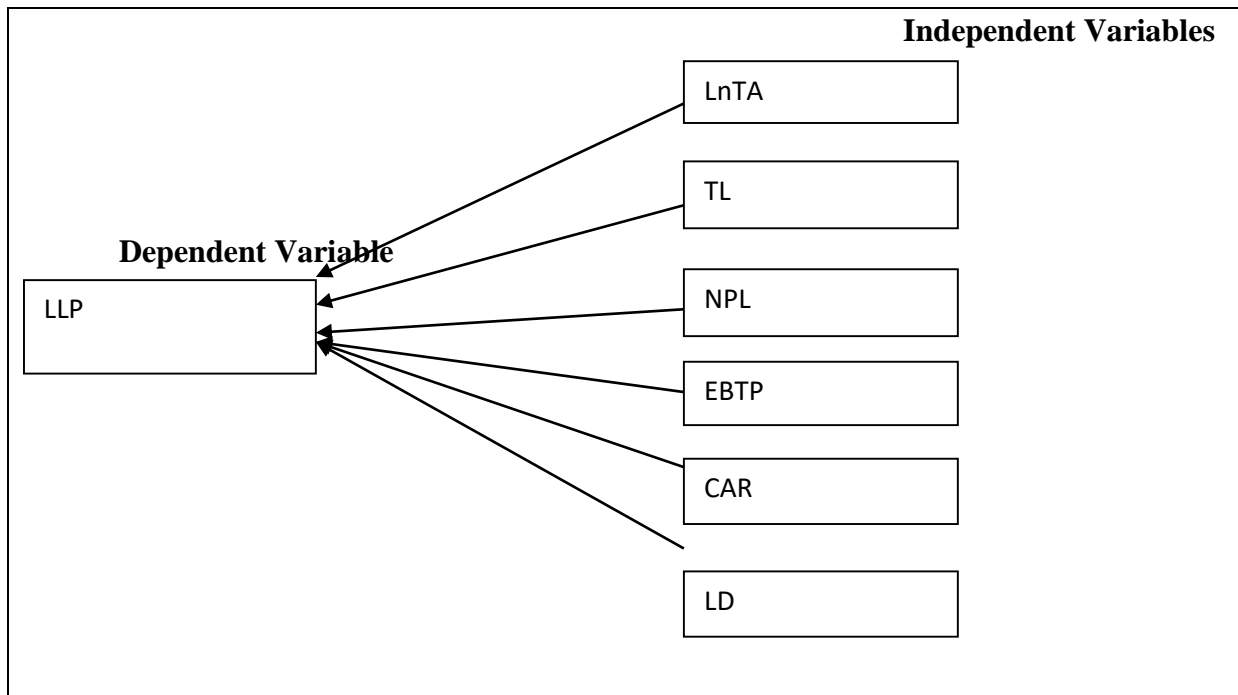 Independent Variables
LnTA
TL
Dependent Variable
LLP
NPL
EBTP
CAR
LD